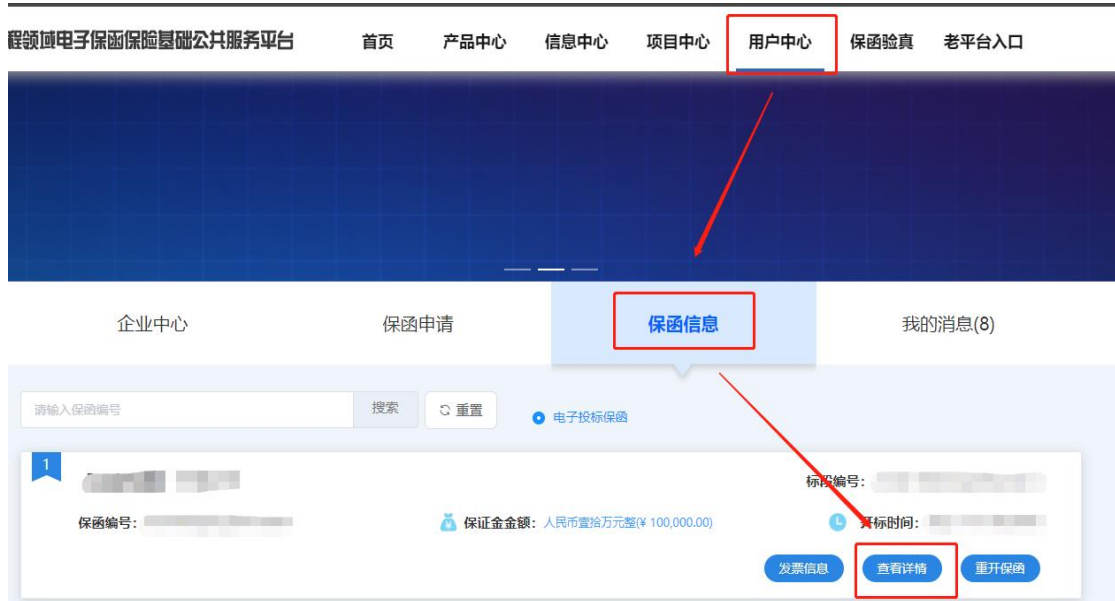 程领域电子保函保险基础公共服务平台 首页 产品中心 信息中心 项目中心 用户中心 保函验真 老平台入口
企业中心 保函申请 保函信息 我的消息(8)
请输入保函编号 搜索 重置 电子投标保函
1
标段编号：
保函编号： 保证金金额： 人民币壹拾万元整(¥ 100,000.00) 开标时间：
发票信息 查看详情 重开保函